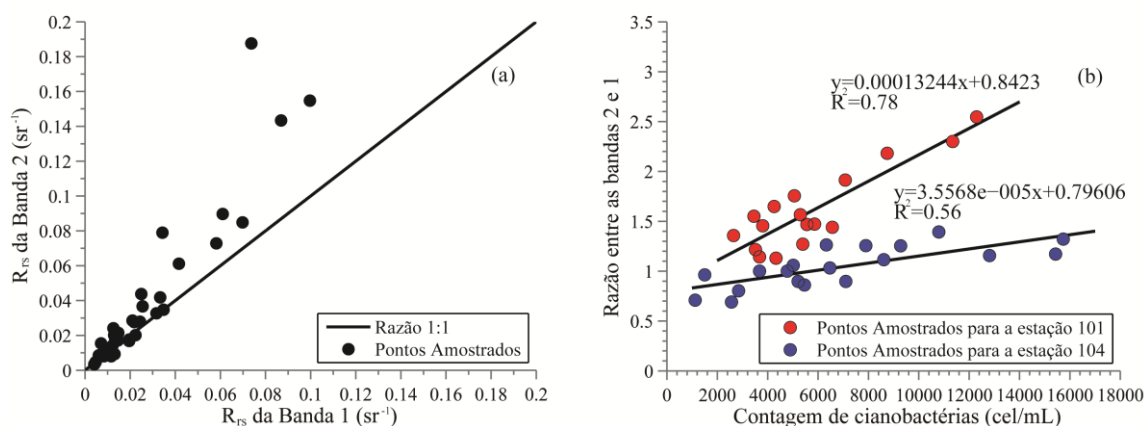 0.2
0.18
0.16
0.14
0.12
0.1
0.08
0.06
0.04
0.02
0
0 0.02 0.04 0.06 0.08 0.1 0.12 0.14 0.16 0.18 0.2
Rrs da Banda 2 (sr-1)
Rrs da Banda 1 (sr-1)
(a)
Razão 1:1
Pontos Amostrados
3.5
3
2.5
2
1.5
1
0.5
0
0 2000 4000 6000 8000 10000 12000 14000 16000 18000
Razão entre as bandas 2 e 1
Contagem de cianobactérias (cel/mL)
(b)
y=0.00013244x+0.8423
R2=0.78
y=3.5568e−005x+0.79606
R2=0.56
Pontos Amostrados para a estação 101
Pontos Amostrados para a estação 104